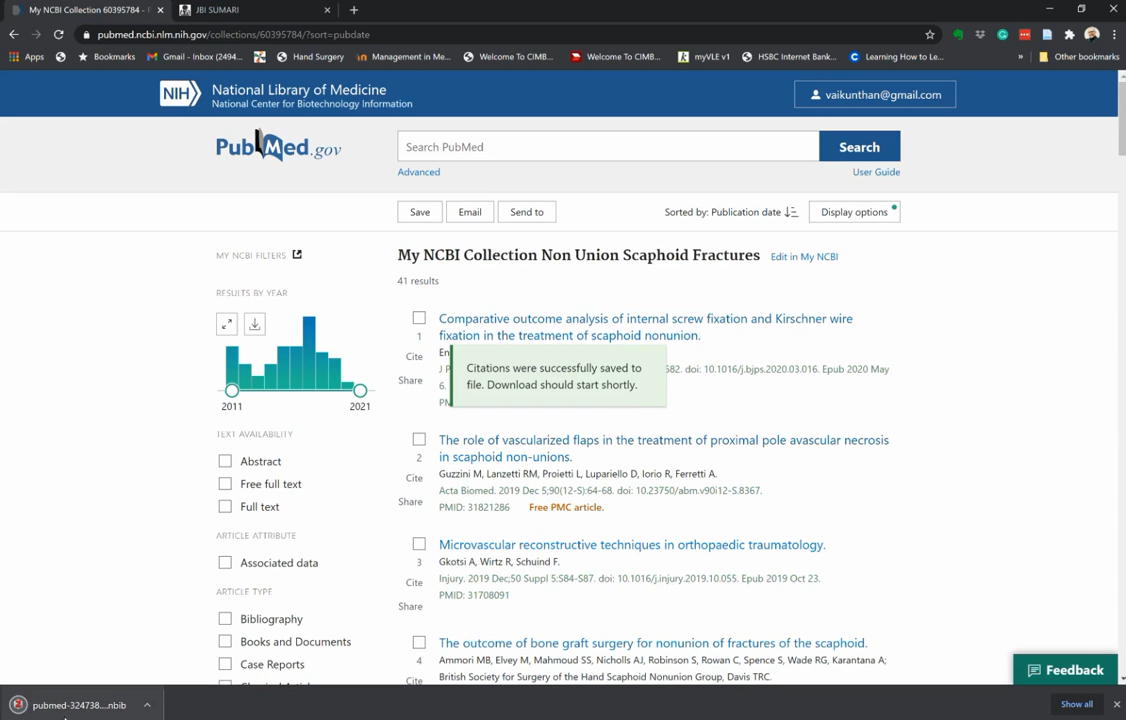 My NCBI Collection 60395784 -
JBI SUMARI
pubmed.ncbi.nlm.nih.gov/collections/60395784/?sort=pubdate
Apps
Bookmarks
Gmail - Inbox (2494...
Hand Surgery
Management in Me...
Welcome To CIMB...
Welcome To CIMB...
myVLE v1
HSBC Internet Bank...
Learning How to Le...
»
Other bookmarks
NIH
National Library of Medicine
National Center for Biotechnology Information
vaikunthan@gmail.com
PubMed.gov
Search PubMed
Search
Advanced
User Guide
Save
Email
Send to
Sorted by: Publication date
Display options
MY NCBI FILTERS
My NCBI Collection Non Union Scaphoid Fractures
Edit in My NCBI
41 results
RESULTS BY YEAR
2011
2021
TEXT AVAILABILITY
Abstract
Free full text
Full text
ARTICLE ATTRIBUTE
Associated data
ARTICLE TYPE
Bibliography
Books and Documents
Case Reports
1
Cite
Share
Comparative outcome analysis of internal screw fixation and Kirschner wire
fixation in the treatment of scaphoid nonunion.
En
J P
682. doi: 10.1016/j.bjps.2020.03.016. Epub 2020 May
6.
PM
Citations were successfully saved to
file. Download should start shortly.
2
Cite
Share
The role of vascularized flaps in the treatment of proximal pole avascular necrosis
in scaphoid non-unions.
Guzzini M, Lanzetti RM, Proietti L, Lupariello D, Iorio R, Ferretti A.
Acta Biomed. 2019 Dec 5;90(12-S):64-68. doi: 10.23750/abm.v90i12-S.8367.
PMID: 31821286 Free PMC article.
3
Cite
Share
Microvascular reconstructive techniques in orthopaedic traumatology.
Gkotsi A, Wirtz R, Schuind F.
Injury. 2019 Dec;50 Suppl 5:S84-S87. doi: 10.1016/j.injury.2019.10.055. Epub 2019 Oct 23.
PMID: 31708091
4
Cite
The outcome of bone graft surgery for nonunion of fractures of the scaphoid.
Ammori MB, Elvey M, Mahmoud SS, Nicholls AJ, Robinson S, Rowan C, Spence S, Wade RG, Karantana A;
British Society for Surgery of the Hand Scaphoid Nonunion Group, Davis TRC.
Feedback
pubmed-324738....nbib
Show all